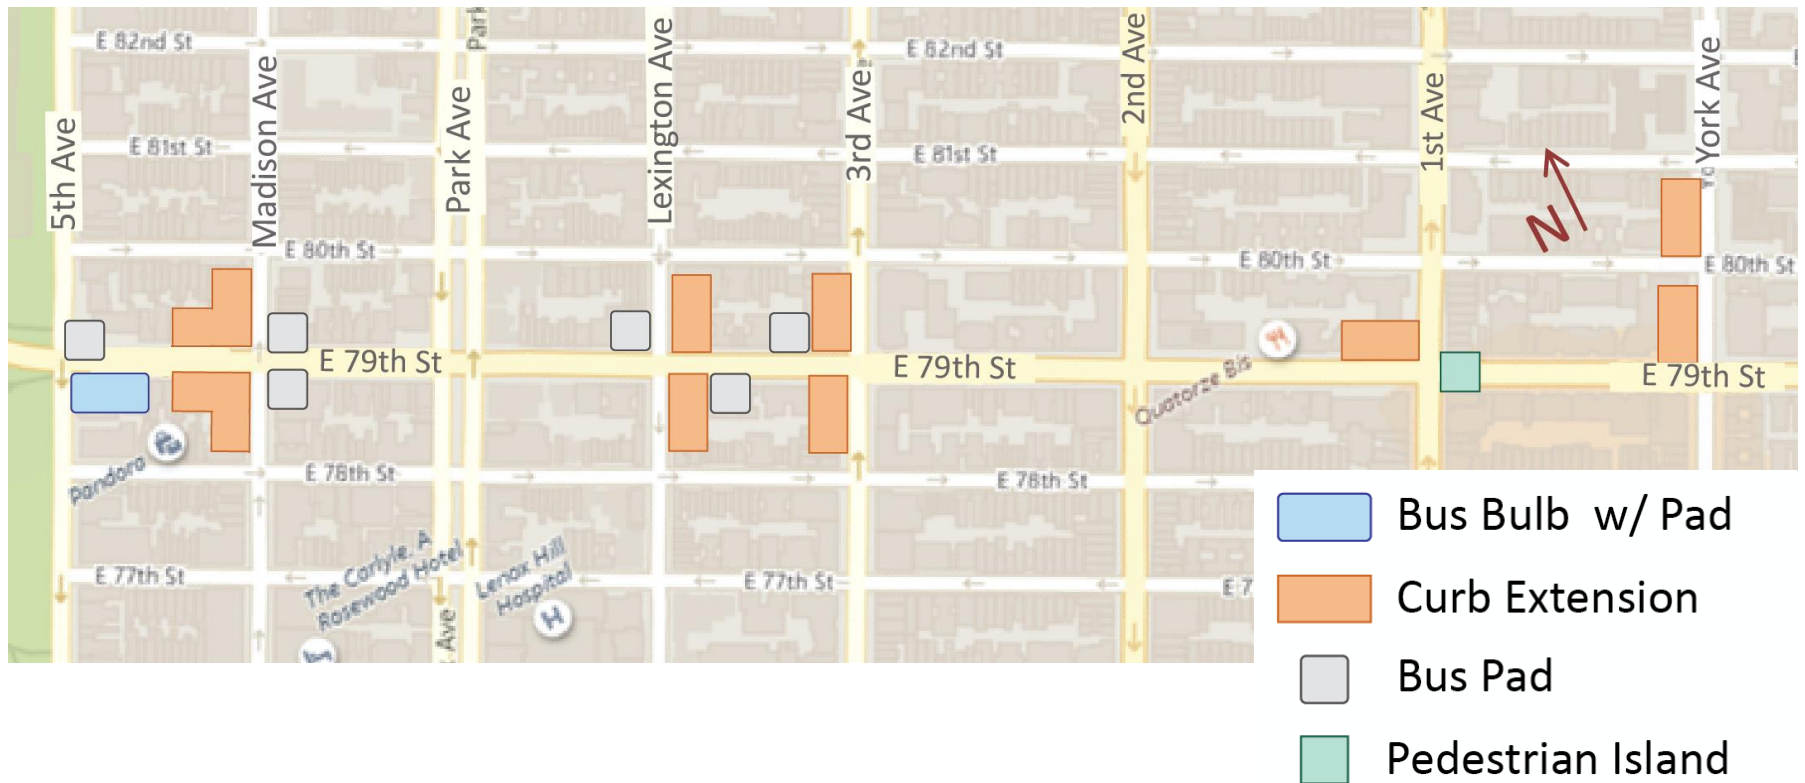 E 82nd St
Park
E 82nd St
5th Ave
Madison Ave
Park Ave
Lexington Ave
3rd Ave
2nd Ave
1st Ave
York Ave
E 81st St
E 81st St
N
E 80th St
E 80th St
E 80th St
E 79th St
E 79th St
E 79th St
Quatorze Bis
Pandora
E 78th St
E 78th St
The Carlyle, A
Rosewood Hotel
Lenox Hill
Hospital
H
E 77th St
E 77th St
E 7
k Ave
Bus Bulb w/ Pad
Curb Extension
Bus Pad
Pedestrian Island